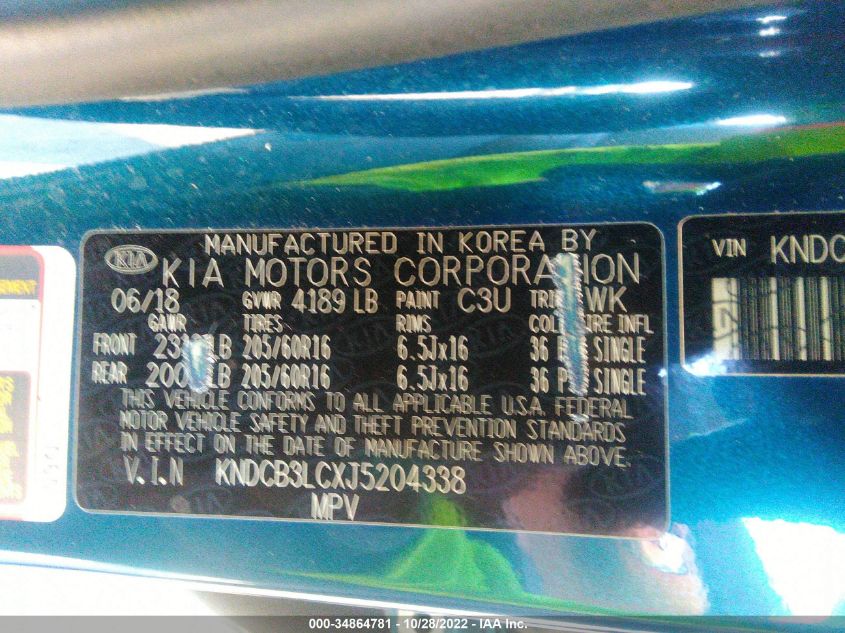 MANUFACTURED IN KOREA BY
KIA KIA MOTORS CORPORATION
06/18 GVWR 4189 LB PAINT C3U WK
GAWR TIRES RIMS COLD TIRE INFL
FRONT LB 205/60R16 6.5Jx16 36 SINGLE
REAR LB 205/60R16 6.5Jx16 36 SINGLE
THIS VEHICLE CONFORMS TO ALL APPLICABLE U.S.A. FEDERAL
MOTOR VEHICLE SAFETY AND THEFT PREVENTION STANDARDS
IN EFFECT ON THE DATE OF MANUFACTURE SHOWN ABOVE.
V.I.N KNDCB3LCXJ5204338
MPV
VIN KNDC
000-34864781 - 10/28/2022 - IAA Inc.